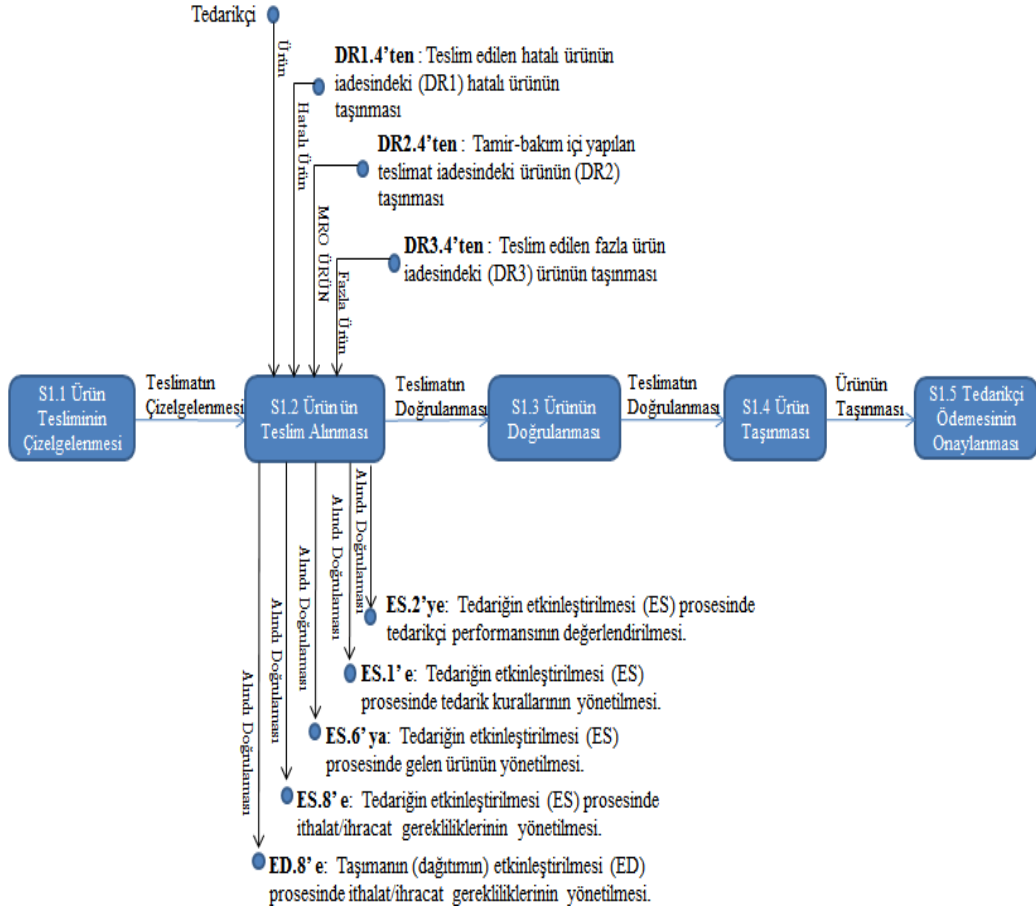 Tedarikçi
Ürün
DR1.4’ten : Teslim edilen hatalı ürünün
iadesindeki (DR1) hatalı ürünün
taşınması
Hatalı Ürün
DR2.4’ten : Tamir-bakım içi yapılan
teslimat iadesindeki ürünün (DR2)
taşınması
MRO ÜRÜN
DR3.4’ten : Teslim edilen fazla ürün
iadesindeki (DR3) ürünün taşınması
Fazla Ürün
S1.1 Ürün
Tesliminin
Çizelgelenmesi
Teslimatın
Çizelgelenmesi
S1.2 Ürün ün
Teslim Alınması
Teslimatın
Doğrulanması
S1.3 Ürünün
Doğrulanması
Teslimatın
Doğrulanması
S1.4 Ürün
Taşınması
Ürünün
Taşınması
S1.5 Tedarikçi
Ödemesinin
Onaylanması
Alındı Doğrulaması
Alındı Doğrulaması
Alındı Doğrulaması
Alındı Doğrulaması
Alındı Doğrulaması
ES.2’ye: Tedariğin etkinleştirilmesi (ES) prosesinde
tedarikçi performansının değerlendirilmesi.
ES.1’ e: Tedariğin etkinleştirilmesi (ES)
prosesinde tedarik kurallarının yönetilmesi.
ES.6’ ya: Tedariğin etkinleştirilmesi (ES)
prosesinde gelen ürünün yönetilmesi.
ES.8’ e: Tedariğin etkinleştirilmesi (ES) prosesinde
ithalat/ihracat gerekliliklerinin yönetilmesi.
ED.8’ e: Taşımanın (dağıtımın) etkinleştirilmesi (ED)
prosesinde ithalat/ihracat gerekliliklerinin yönetilmesi.